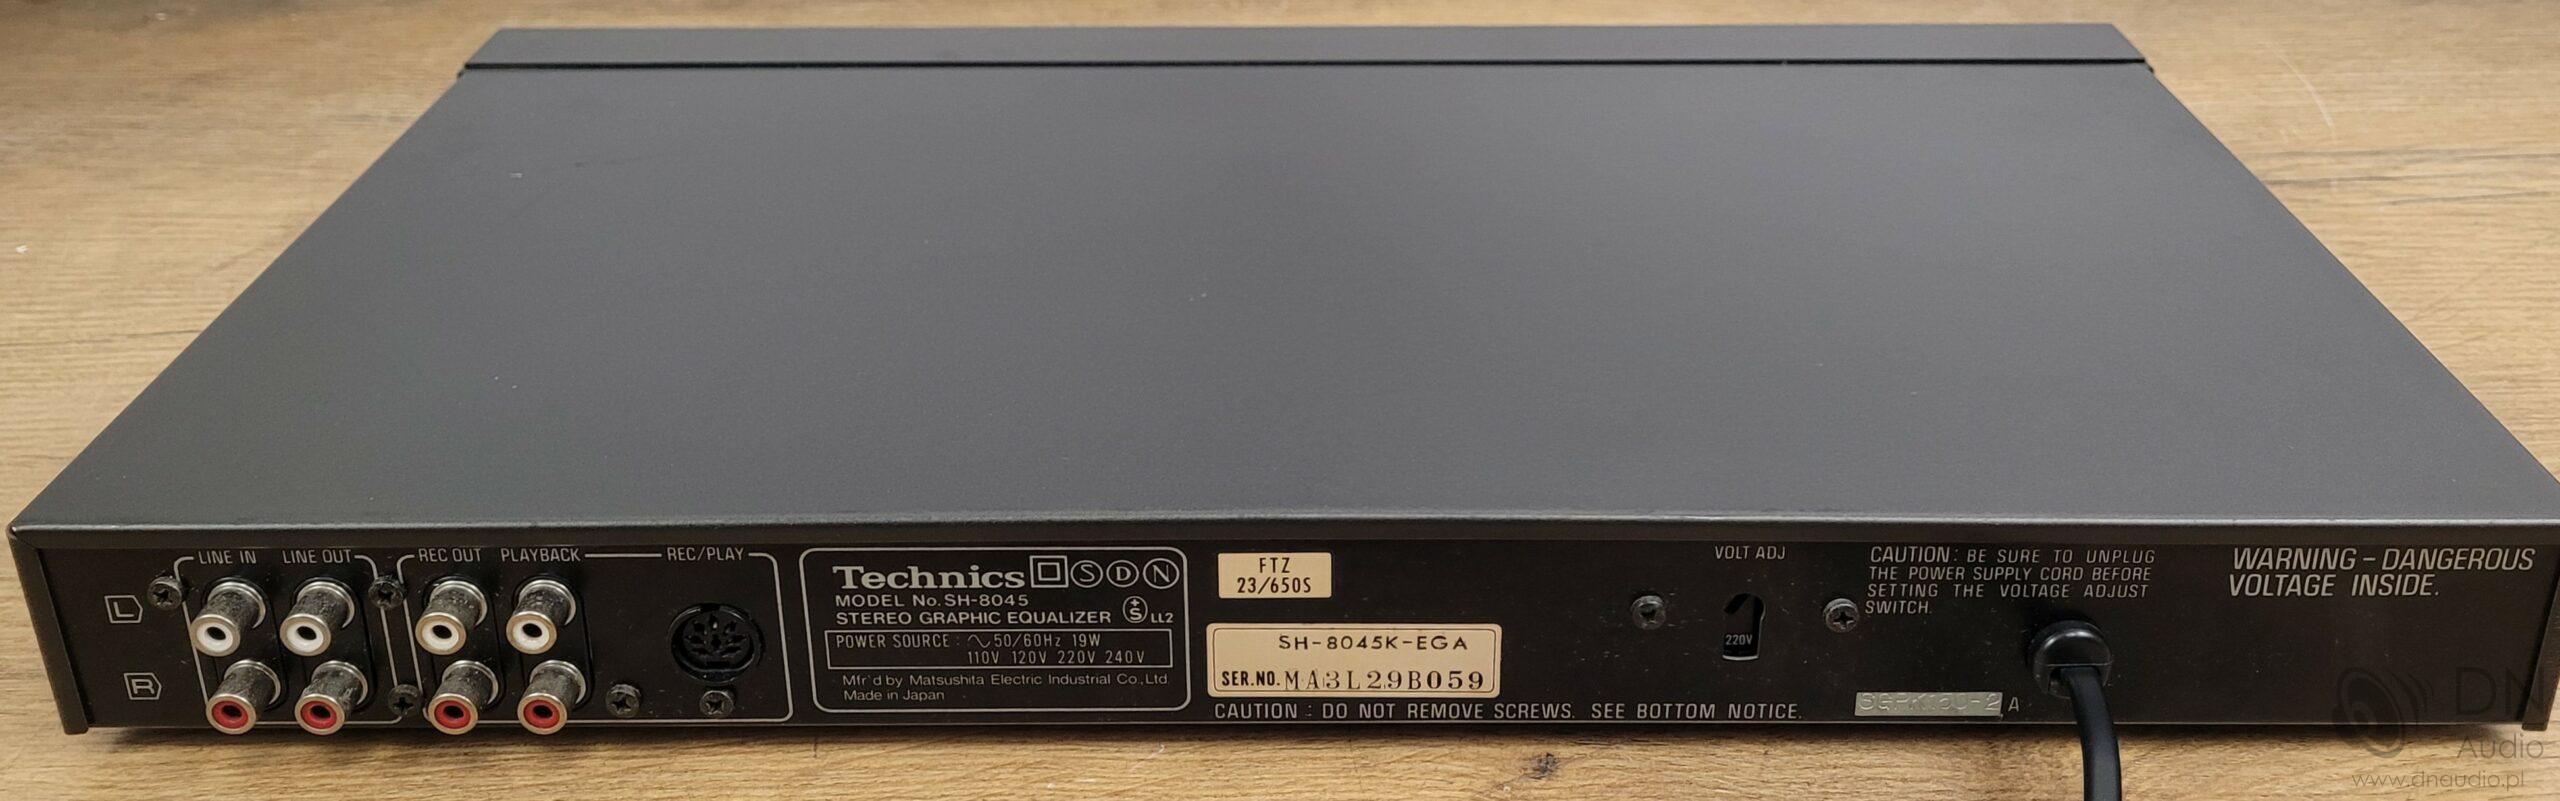 LINE IN LINE OUT REC OUT PLAYBACK REC/PLAY
L
R
Technics S D N
MODEL No. SH-8045
STEREO GRAPHIC EQUALIZER S LL2
POWER SOURCE : ∿50/60Hz 19W
110V 120V 220V 240V
Mfr'd by Matsushita Electric Industrial Co., Ltd.
Made in Japan
FTZ
23/650S
SH-8045K-EGA
SER.NO. MA3L29B059
CAUTION : DO NOT REMOVE SCREWS. SEE BOTTOM NOTICE.
VOLT ADJ
220V
CAUTION : BE SURE TO UNPLUG
THE POWER SUPPLY CORD BEFORE
SETTING THE VOLTAGE ADJUST
SWITCH.
WARNING – DANGEROUS
VOLTAGE INSIDE.
A
DN
Audio
www.dnaudio.pl